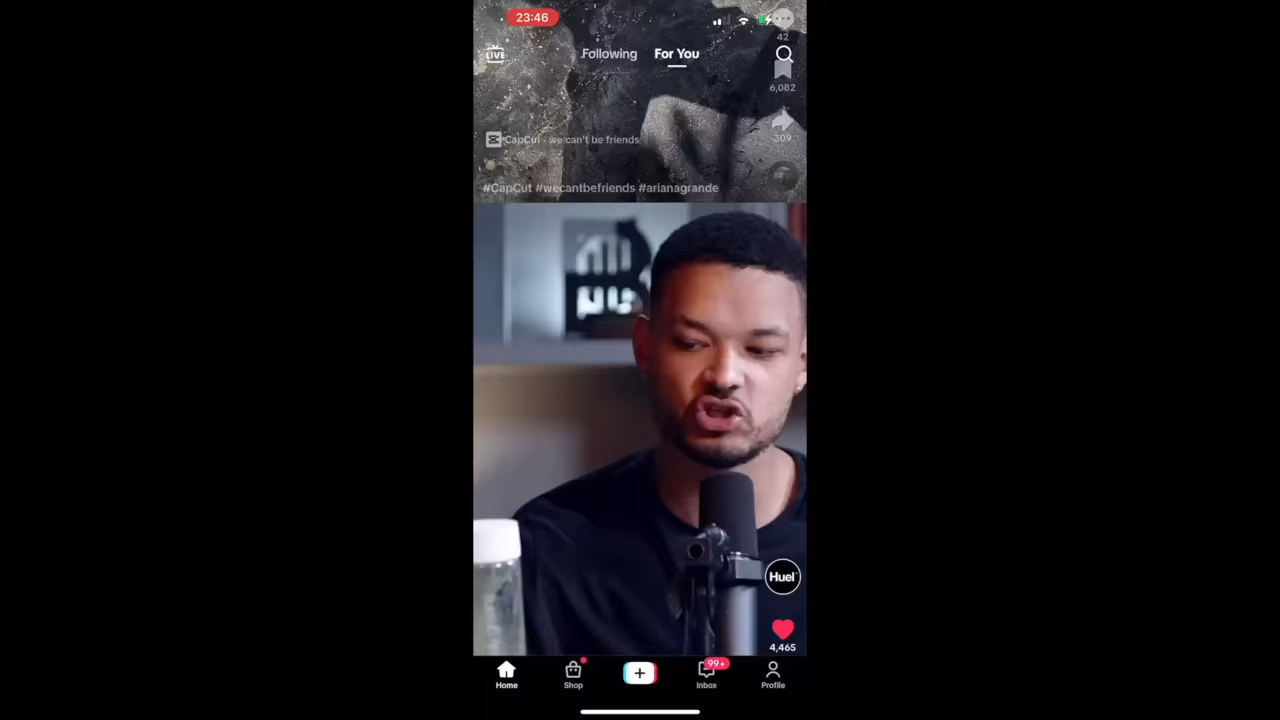 23:46
42
LIVE
Following
For You
6,082
CapCut · we can't be friends
309
#CapCut #wecantbefriends #arianagrande
Huel
4,465
99+
Home
Shop
Inbox
Profile